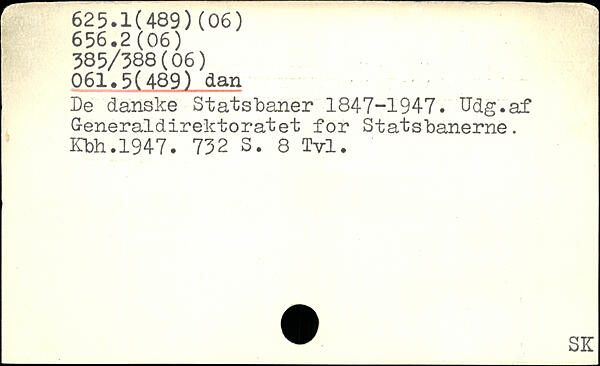 625.1(489)(06)
656.2(06)
385/388(06)
061.5(489) dan
De danske Statsbaner 1847-1947. Udg.af
Generaldirektoratet for Statsbanerne.
Kbh.1947. 732 S. 8 Tvl.
SK